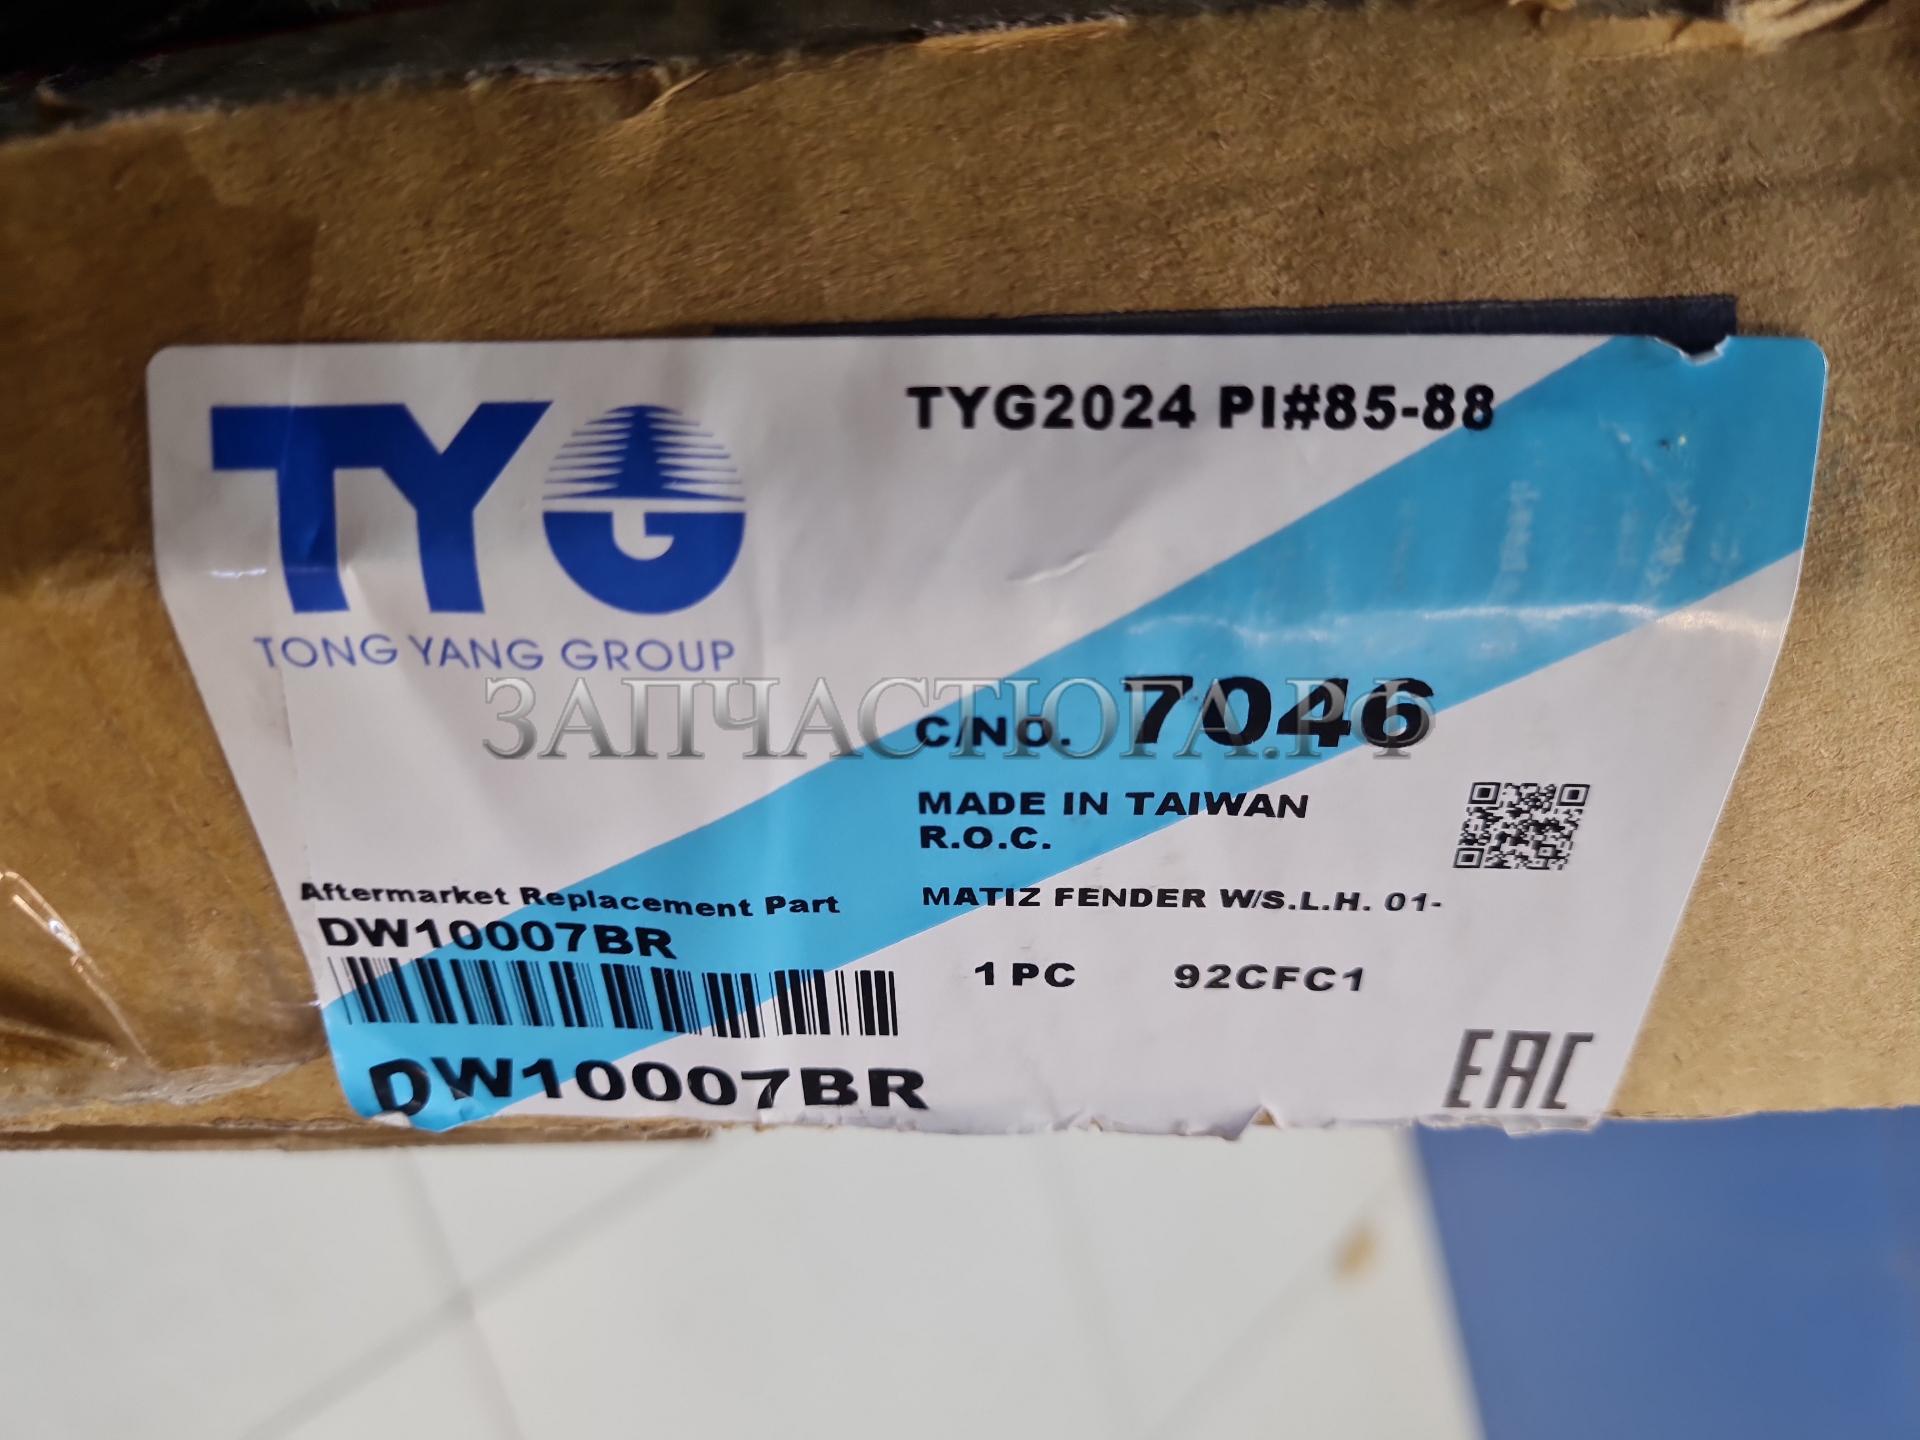 TYG
TONG YANG GROUP
TYG2024 PI#85-88
ЗАПЧАСТЮГА.РФ
C/NO. 7046
MADE IN TAIWAN
R.O.C.
Aftermarket Replacement Part
DW10007BR
MATIZ FENDER W/S.L.H. 01-
1 PC 92CFC1
DW10007BR
EAC